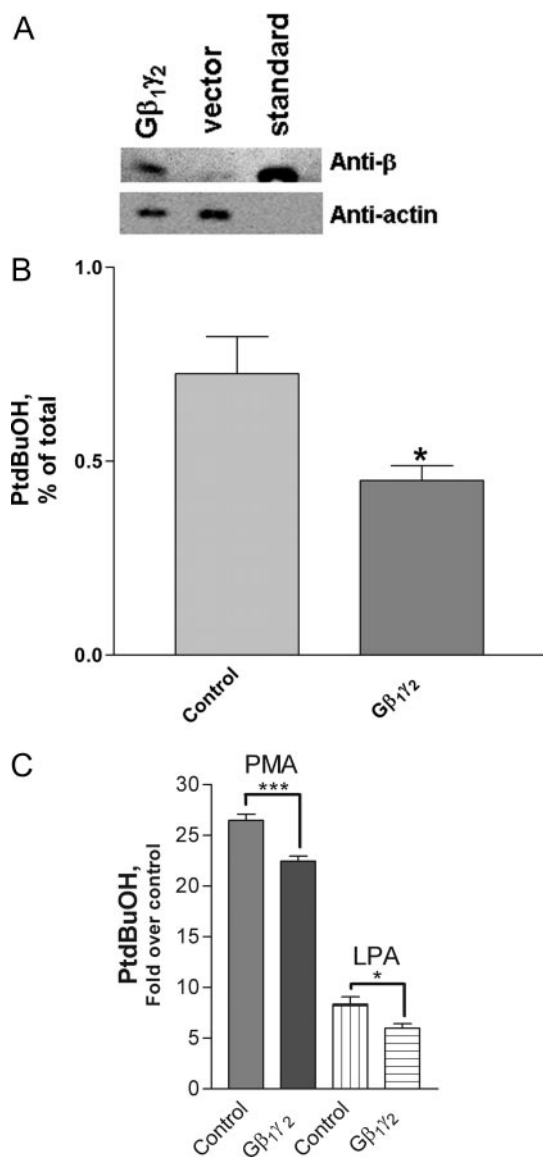 A
Gβ₁γ₂
vector
standard
Anti-β
Anti-actin
B
PtdBuOH,
% of total
1.0
0.5
0.0
*
Control
Gβ₁γ₂
C
PtdBuOH,
Fold over control
30
25
20
15
10
5
0
PMA
***
LPA
*
Control
Gβ₁γ₂
Control
Gβ₁γ₂